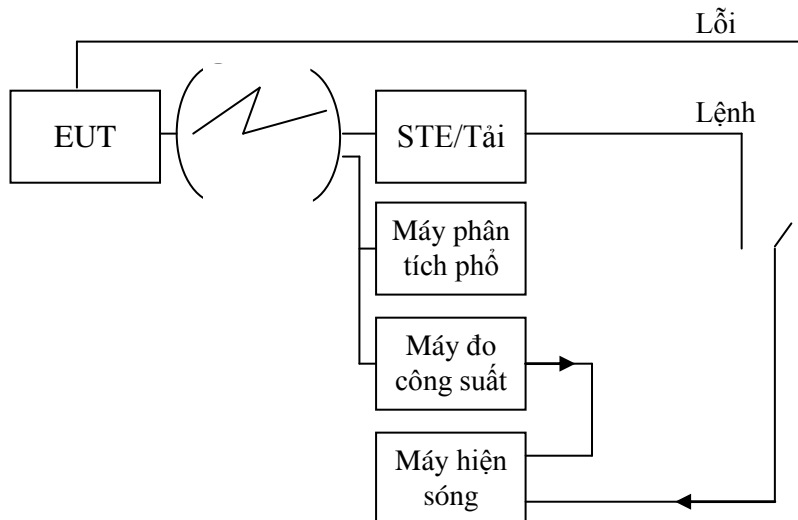 Lỗi
EUT
STE/Tải
Lệnh
Máy phân
tích phổ
Máy đo
công suất
Máy hiện
sóng